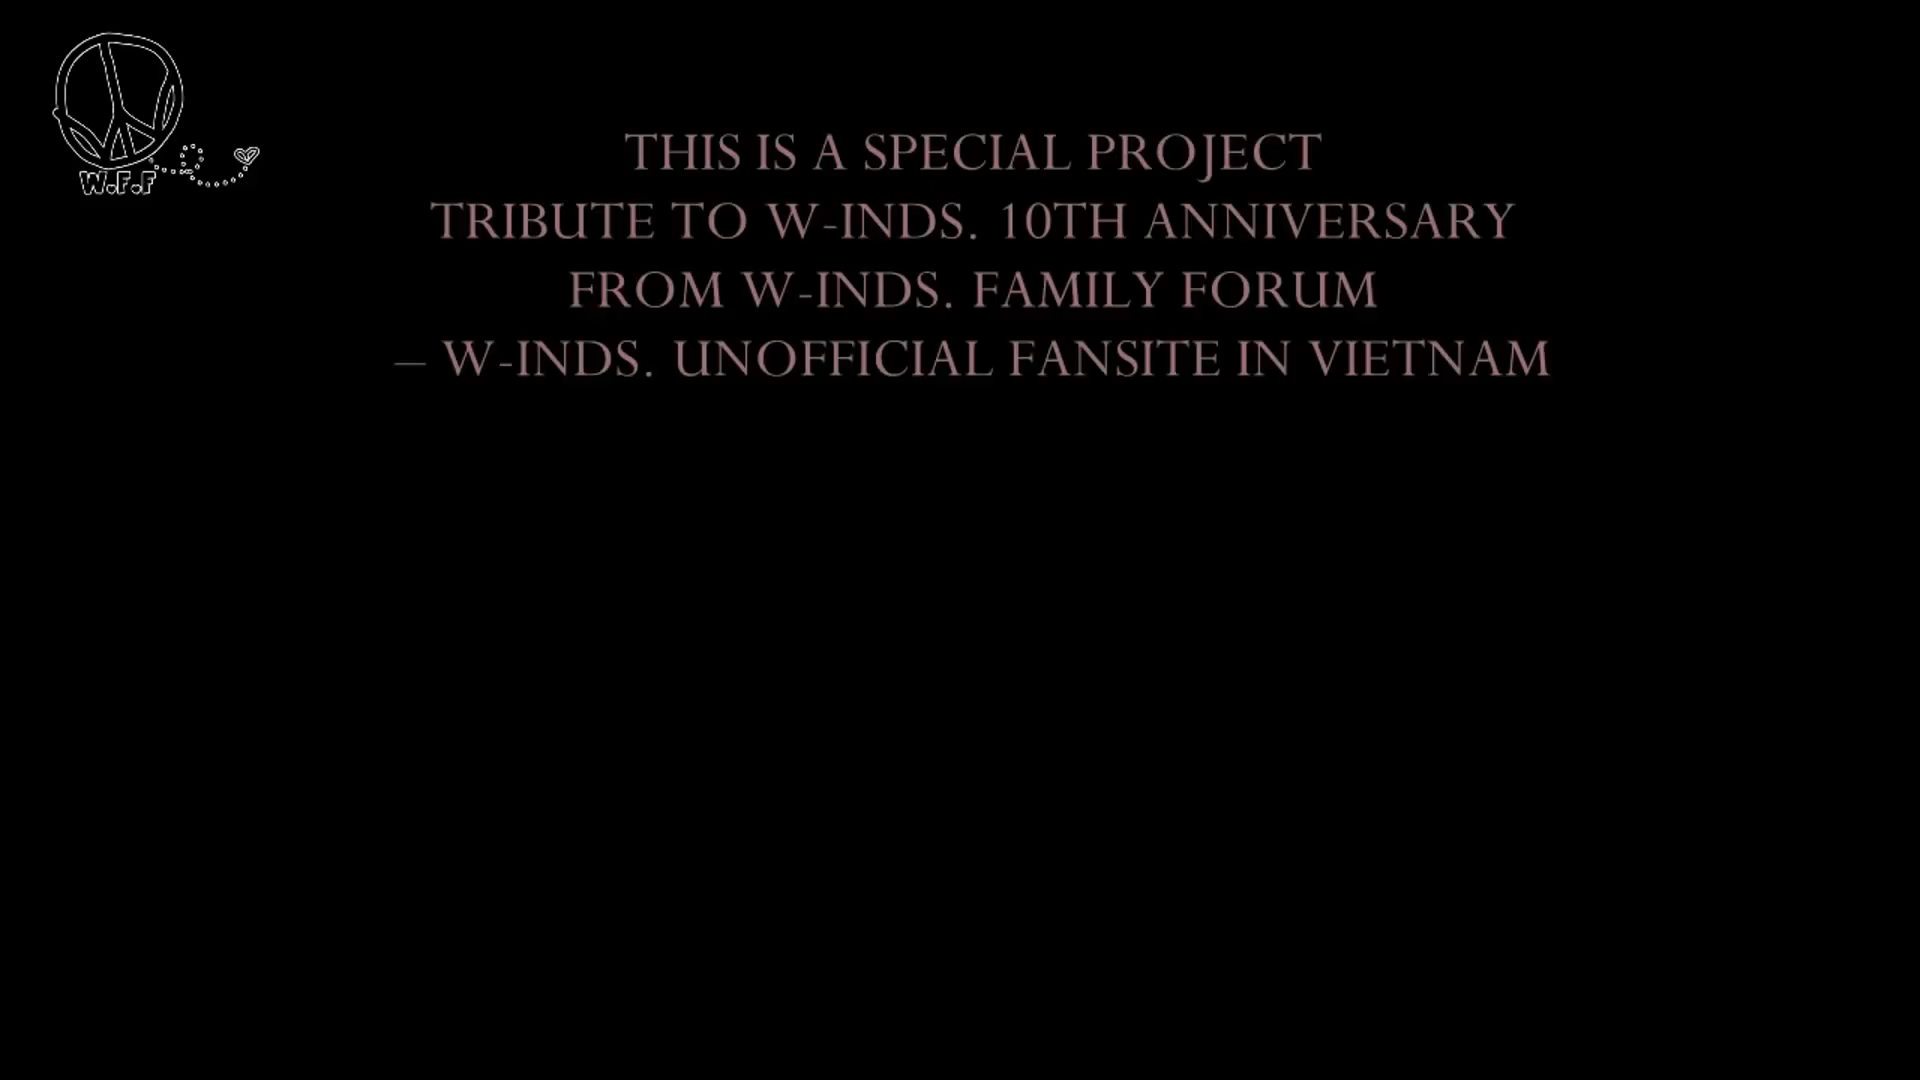 W.F.F
THIS IS A SPECIAL PROJECT
TRIBUTE TO W-INDS. 10TH ANNIVERSARY
FROM W-INDS. FAMILY FORUM
– W-INDS. UNOFFICIAL FANSITE IN VIETNAM